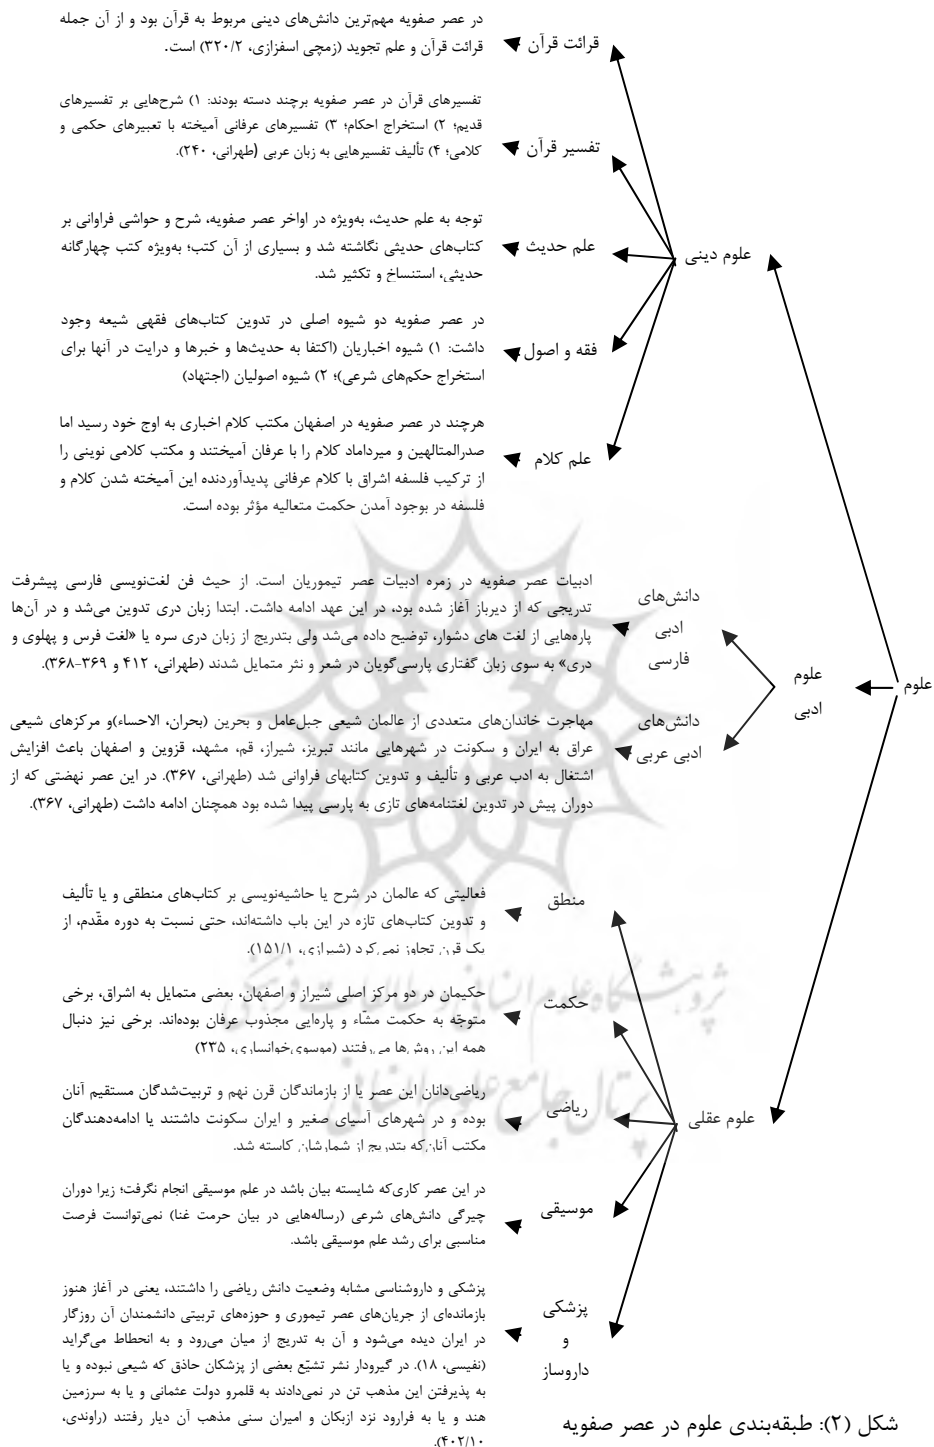 در عصر صفویه مهم‌ترین دانش‌های دینی مربوط به قرآن بود و از آن جمله
قرائت قرآن و علم تجوید (زمچی اسفزازی، ۳۲۰/۲) است.
قرائت قرآن
تفسیرهای قرآن در عصر صفویه برچند دسته بودند: ۱) شرح‌هایی بر تفسیرهای
قدیم؛ ۲) استخراج احکام؛ ۳) تفسیرهای عرفانی آمیخته با تعبیرهای حکمی و
کلامی؛ ۴) تألیف تفسیرهایی به زبان عربی (طهرانی، ۲۴۰).
تفسیر قرآن
توجه به علم حدیث، به‌ویژه در اواخر عصر صفویه، شرح و حواشی فراوانی بر
کتاب‌های حدیثی نگاشته شد و بسیاری از آن کتب؛ به‌ویژه کتب چهارگانه
حدیثی، استنساخ و تکثیر شد.
علم حدیث
علوم دینی
در عصر صفویه دو شیوه اصلی در تدوین کتاب‌های فقهی شیعه وجود
داشت: ۱) شیوه اخباریان (اکتفا به حدیث‌ها و خبرها و درایت در آنها برای
استخراج حکم‌های شرعی)؛ ۲) شیوه اصولیان (اجتهاد)
فقه و اصول
هرچند در عصر صفویه در اصفهان مکتب کلام اخباری به اوج خود رسید اما
صدرالمتالهین و میرداماد کلام را با عرفان آمیختند و مکتب کلامی نوینی را
از ترکیب فلسفه اشراق با کلام عرفانی پدیدآوردنده این آمیخته شدن کلام و
فلسفه در بوجود آمدن حکمت متعالیه مؤثر بوده است.
علم کلام
ادبیات عصر صفویه در زمره ادبیات عصر تیموریان است. از حیث فن لغت‌نویسی فارسی پیشرفت
تدریجی که از دیرباز آغاز شده بود، در این عهد ادامه داشت. ابتدا زبان دری تدوین می‌شد و در آن‌ها
پاره‌هایی از لغت های دشوار، توضیح داده می‌شد ولی بتدریج از زبان دری سره یا «لغت فرس و پهلوی و
دری» به سوی زبان گفتاری پارسی‌گویان در شعر و نثر متمایل شدند (طهرانی، ۴۱۲ و ۳۶۹-۳۶۸).
دانش‌های
ادبی
فارسی
علوم
ادبی
علوم
مهاجرت خاندان‌های متعددی از عالمان شیعی جبل‌عامل و بحرین (بحران، الاحساء)و مرکزهای شیعی
عراق به ایران و سکونت در شهرهایی مانند تبریز، شیراز، قم، مشهد، قزوین و اصفهان باعث افزایش
اشتغال به ادب عربی و تألیف و تدوین کتابهای فراوانی شد (طهرانی، ۳۶۷). در این عصر نهضتی که از
دوران پیش در تدوین لغتنامه‌های تازی به پارسی پیدا شده بود همچنان ادامه داشت (طهرانی، ۳۶۷).
دانش‌های
ادبی عربی
فعالیتی که عالمان در شرح یا حاشیه‌نویسی بر کتاب‌های منطقی و یا تألیف
و تدوین کتاب‌های تازه در این باب داشته‌اند، حتی نسبت به دوره مقّدم، از
یک قرن تجاوز نمی‌کرد (شیرازی، ۱۵۱/۱).
منطق
حکیمان در دو مرکز اصلی شیراز و اصفهان، بعضی متمایل به اشراق، برخی
متوجّه به حکمت مشّاء و پاره‌ایی مجذوب عرفان بوده‌اند. برخی نیز دنبال
همه این روش‌ها می‌رفتند (موسوی‌خوانساری، ۲۳۵)
حکمت
پژوهشگاه علوم انسانی و مطالعات فرهنگی
ریاضی‌دانان این عصر یا از بازماندگان قرن نهم و تربیت‌شدگان مستقیم آنان
بوده و در شهرهای آسیای صغیر و ایران سکونت داشتند یا ادامه‌دهندگان
مکتب آنان‌که بتدریج از شمارشان کاسته شد.
ریاضی
پرتال جامع علوم انسانی
علوم عقلی
در این عصر کاری‌که شایسته بیان باشد در علم موسیقی انجام نگرفت؛ زیرا دوران
چیرگی دانش‌های شرعی (رساله‌هایی در بیان حرمت غنا) نمی‌توانست فرصت
مناسبی برای رشد علم موسیقی باشد.
موسیقی
پزشکی و داروشناسی مشابه وضعیت دانش ریاضی را داشتند، یعنی در آغاز هنوز
بازمانده‌ای از جریان‌های عصر تیموری و حوزه‌های تربیتی دانشمندان آن روزگار
در ایران دیده می‌شود و آن به تدریج از میان می‌رود و به انحطاط می‌گراید
(نفیسی، ۱۸). در گیرودار نشر تشیّع بعضی از پزشکان حاذق که شیعی نبوده و یا
به پذیرفتن این مذهب تن در نمی‌دادند به قلمرو دولت عثمانی و یا به سرزمین
هند و یا به فرارود نزد ازبکان و امیران سنی مذهب آن دیار رفتند (راوندی،
۴۰۲/۱۰).
پزشکی
و
داروساز
شکل (۲): طبقه‌بندی علوم در عصر صفویه